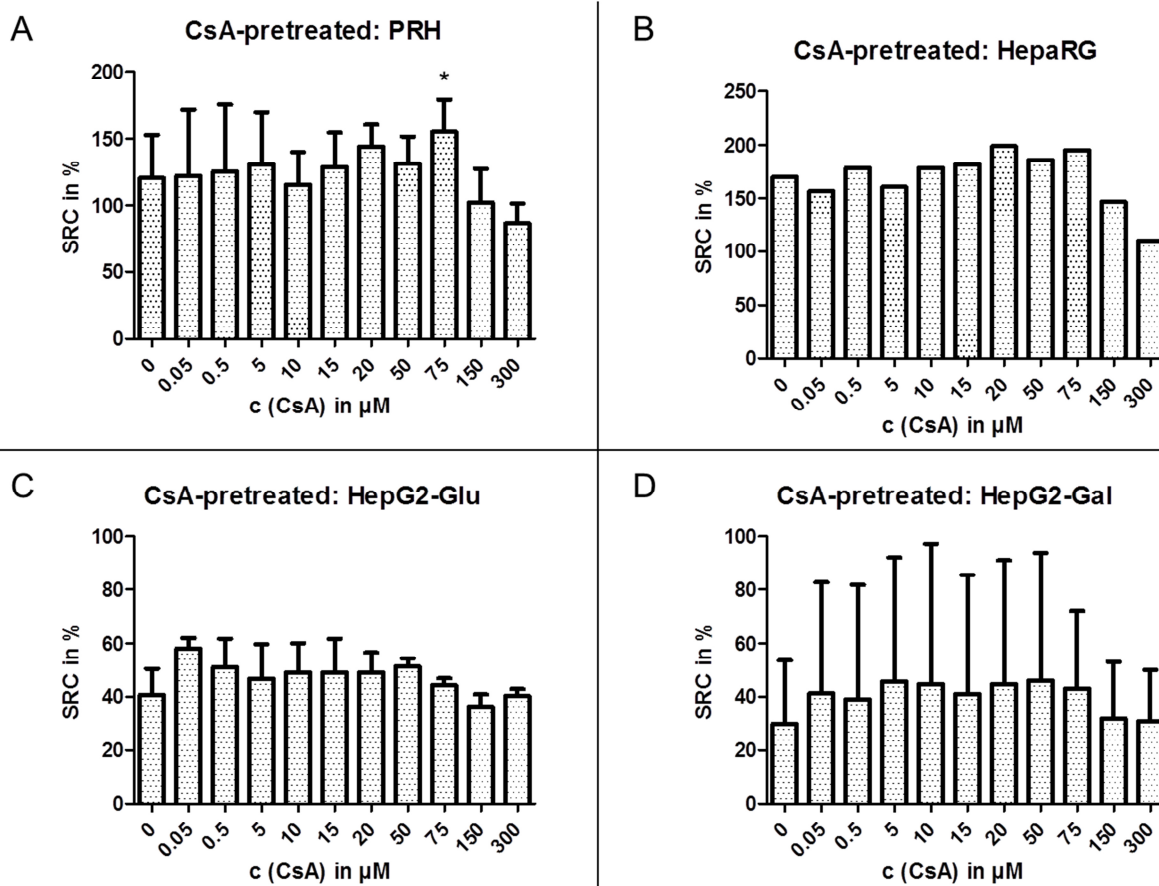 A
CsA-pretreated: PRH
SRC in %
200
150
100
50
0
*
0 0.05 0.5 5 10 15 20 50 75 150 300
c (CsA) in µM
B
CsA-pretreated: HepaRG
SRC in %
250
200
150
100
50
0
0 0.05 0.5 5 10 15 20 50 75 150 300
c (CsA) in µM
C
CsA-pretreated: HepG2-Glu
SRC in %
100
80
60
40
20
0
0 0.05 0.5 5 10 15 20 50 75 150 300
c (CsA) in µM
D
CsA-pretreated: HepG2-Gal
SRC in %
100
80
60
40
20
0
0 0.05 0.5 5 10 15 20 50 75 150 300
c (CsA) in µM